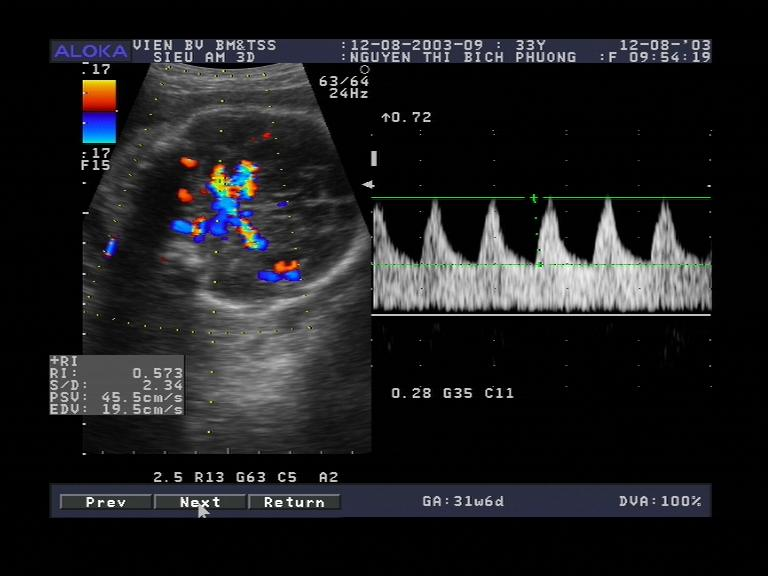 ALOKA VIEN BV BM&TSS :12-08-2003-09 : 33Y 12-08-'03
SIEU AM 3D :NGUYEN THI BICH PHUONG :F 09:54:19
.17
63/64
24Hz
↑0.72
.17
F15
+RI
RI: 0.573
S/D: 2.34
PSV: 45.5cm/s
EDV: 19.5cm/s
0.28 G35 C11
2.5 R13 G63 C5 A2
Prev Next Return GA:31w6d DVA:100%